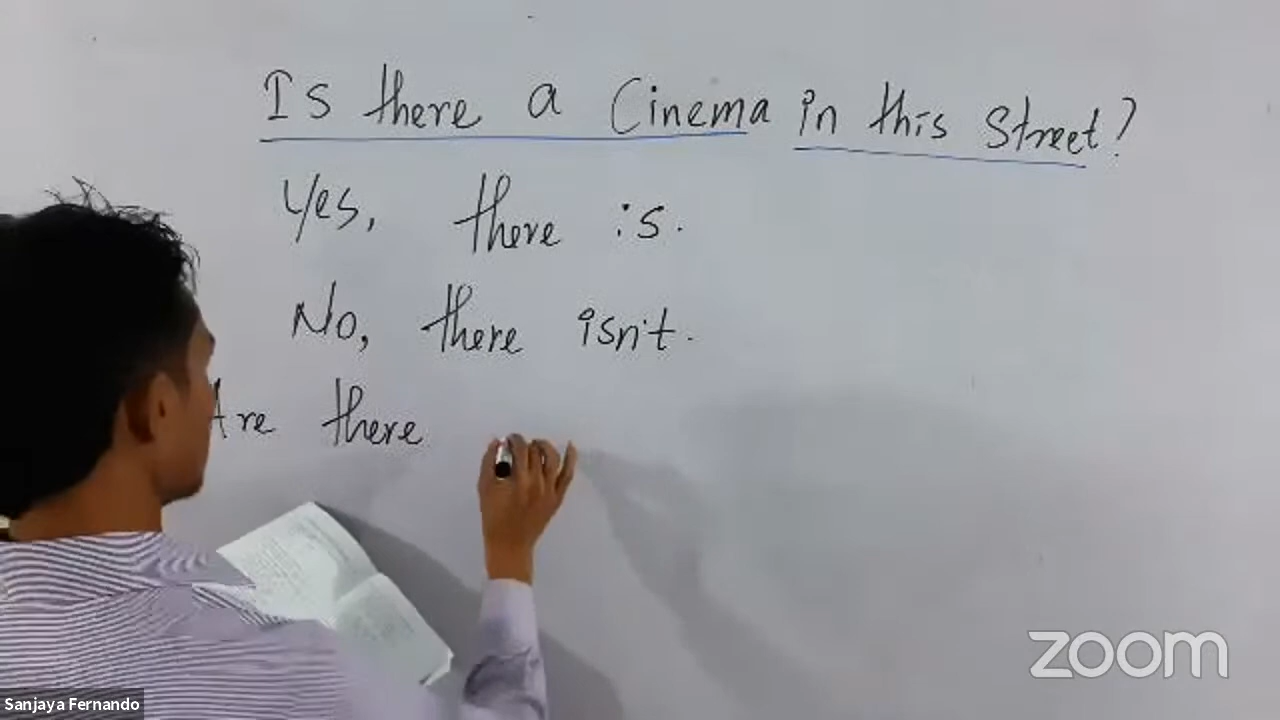 Is there a Cinema in this Street?
Yes, there is.
No, there isn't.
Are there
zoom
Sanjaya Fernando